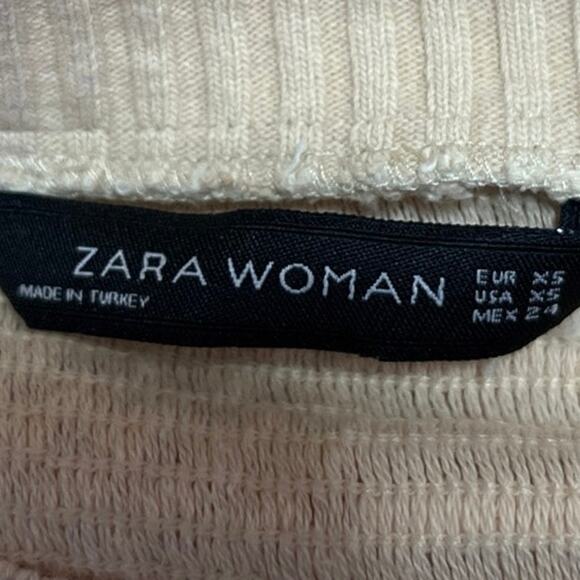 ZARA WOMAN
MADE IN TURKEY
EUR XS
USA XS
MEX 24